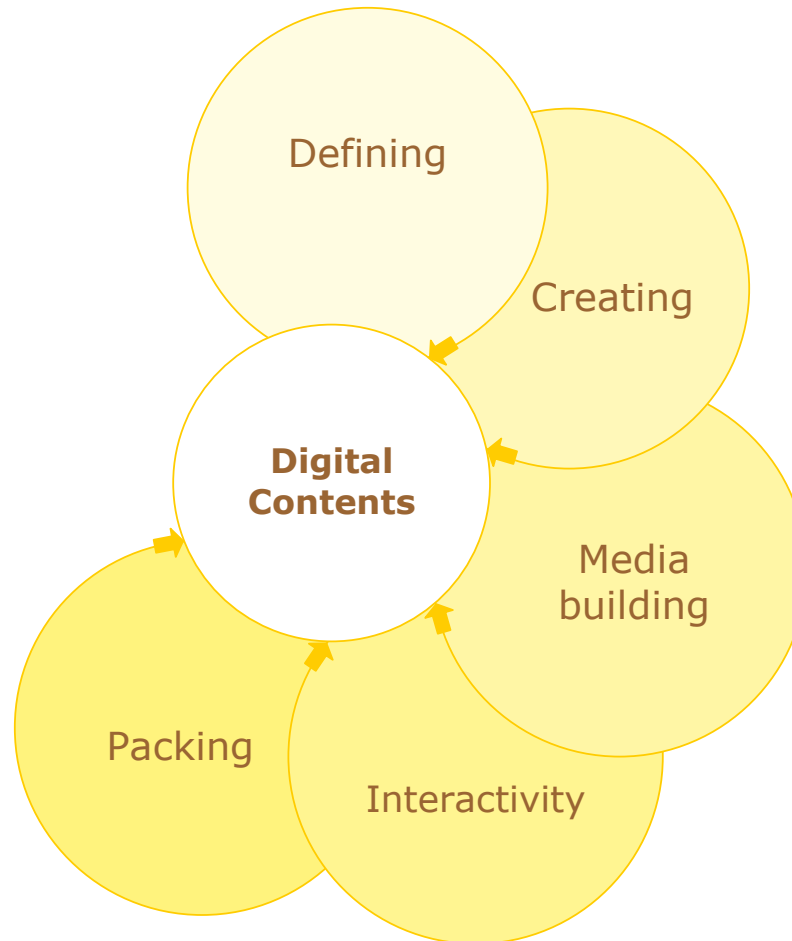 Defining
Creating
Digital
Contents
Media
building
Packing
Interactivity